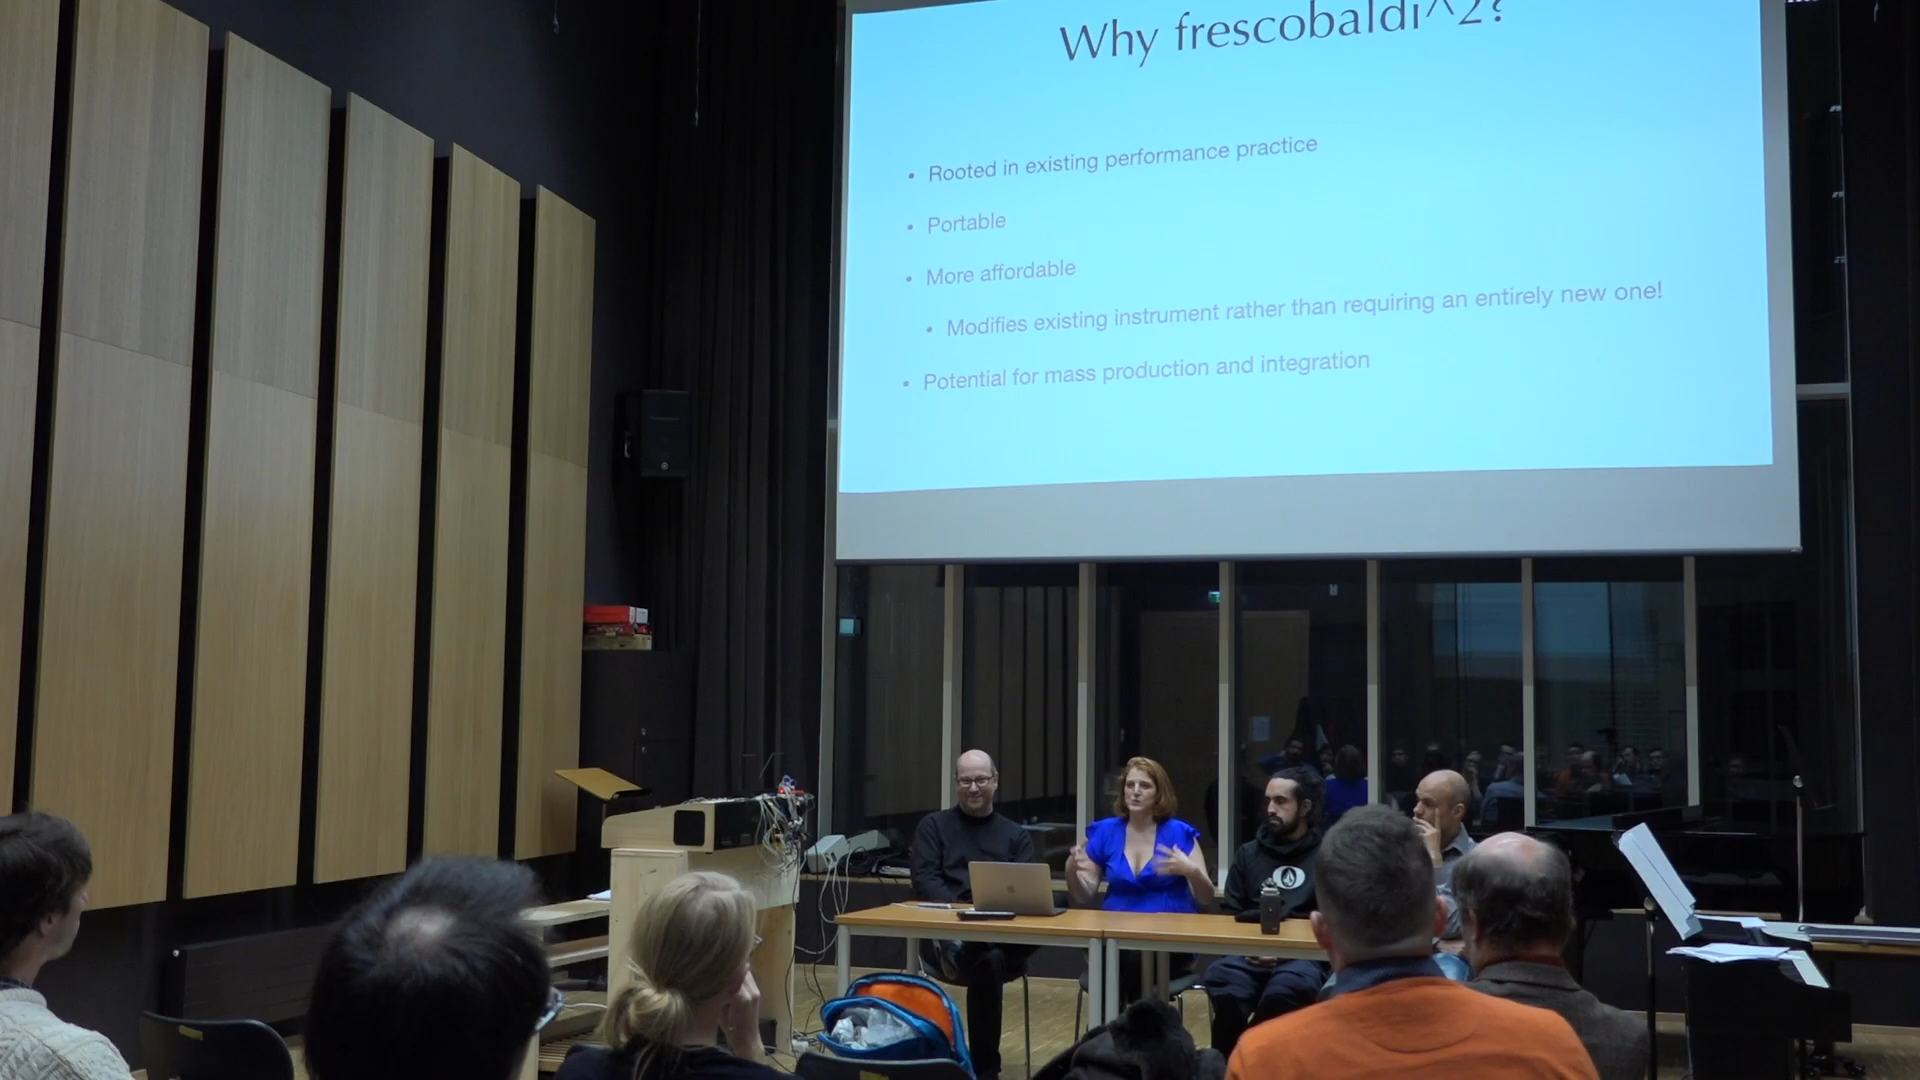 Why frescobaldi^2?
• Rooted in existing performance practice
• Portable
• More affordable
• Modifies existing instrument rather than requiring an entirely new one!
• Potential for mass production and integration